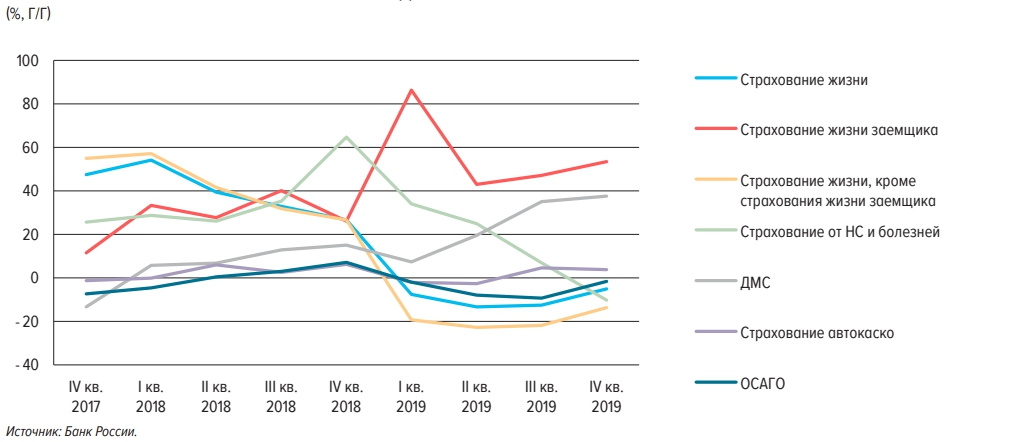 (%, Г/Г)
100
80
60
40
20
0
- 20
- 40
IV кв.
2017
I кв.
2018
II кв.
2018
III кв.
2018
IV кв.
2018
I кв.
2019
II кв.
2019
III кв.
2019
IV кв.
2019
Страхование жизни
Страхование жизни заемщика
Страхование жизни, кроме
страхования жизни заемщика
Страхование от НС и болезней
ДМС
Страхование автокаско
ОСАГО
Источник: Банк России.